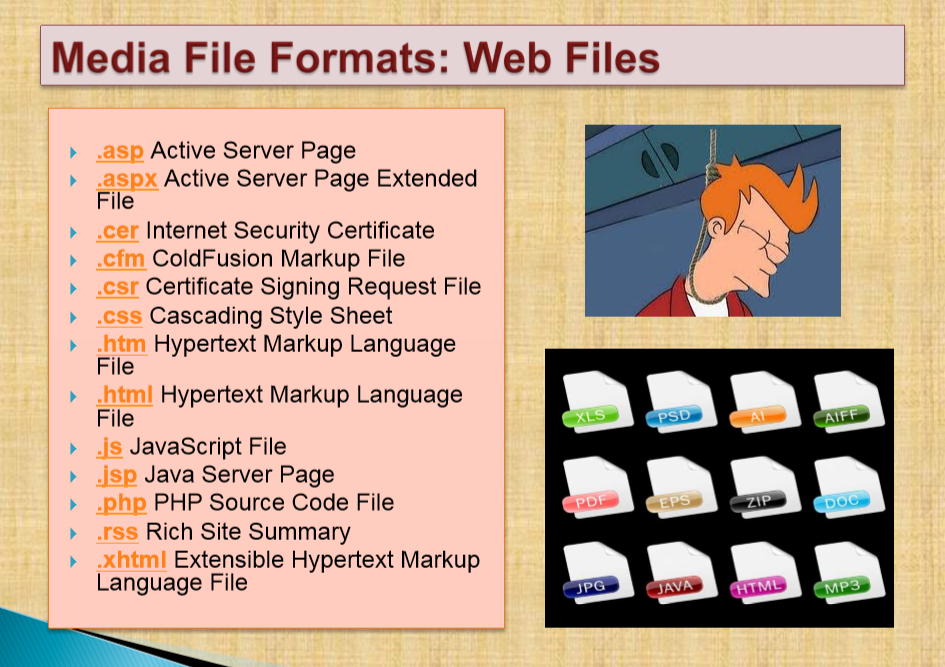 Media File Formats: Web Files
.asp Active Server Page
.aspx Active Server Page Extended
File
.cer Internet Security Certificate
.cfm ColdFusion Markup File
.csr Certificate Signing Request File
.css Cascading Style Sheet
.htm Hypertext Markup Language
File
.html Hypertext Markup Language
File
.js JavaScript File
.jsp Java Server Page
.php PHP Source Code File
.rss Rich Site Summary
.xhtml Extensible Hypertext Markup
Language File
XLS PSD AI AIFF
PDF EPS ZIP DOC
JPG JAVA HTML MP3